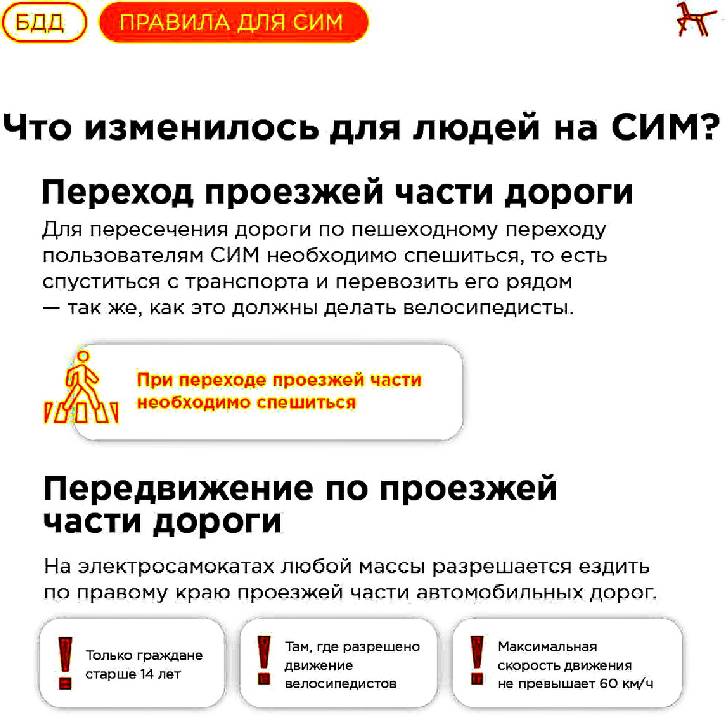 БДД
ПРАВИЛА ДЛЯ СИМ
Что изменилось для людей на СИМ?
Переход проезжей части дороги
Для пересечения дороги по пешеходному переходу
пользователям СИМ необходимо спешиться, то есть
спуститься с транспорта и перевозить его рядом
— так же, как это должны делать велосипедисты.
При переходе проезжей части
необходимо спешиться
Передвижение по проезжей
части дороги
На электросамокатах любой массы разрешается ездить
по правому краю проезжей части автомобильных дорог.
Только граждане
старше 14 лет
Там, где разрешено
движение
велосипедистов
Максимальная
скорость движения
не превышает 60 км/ч